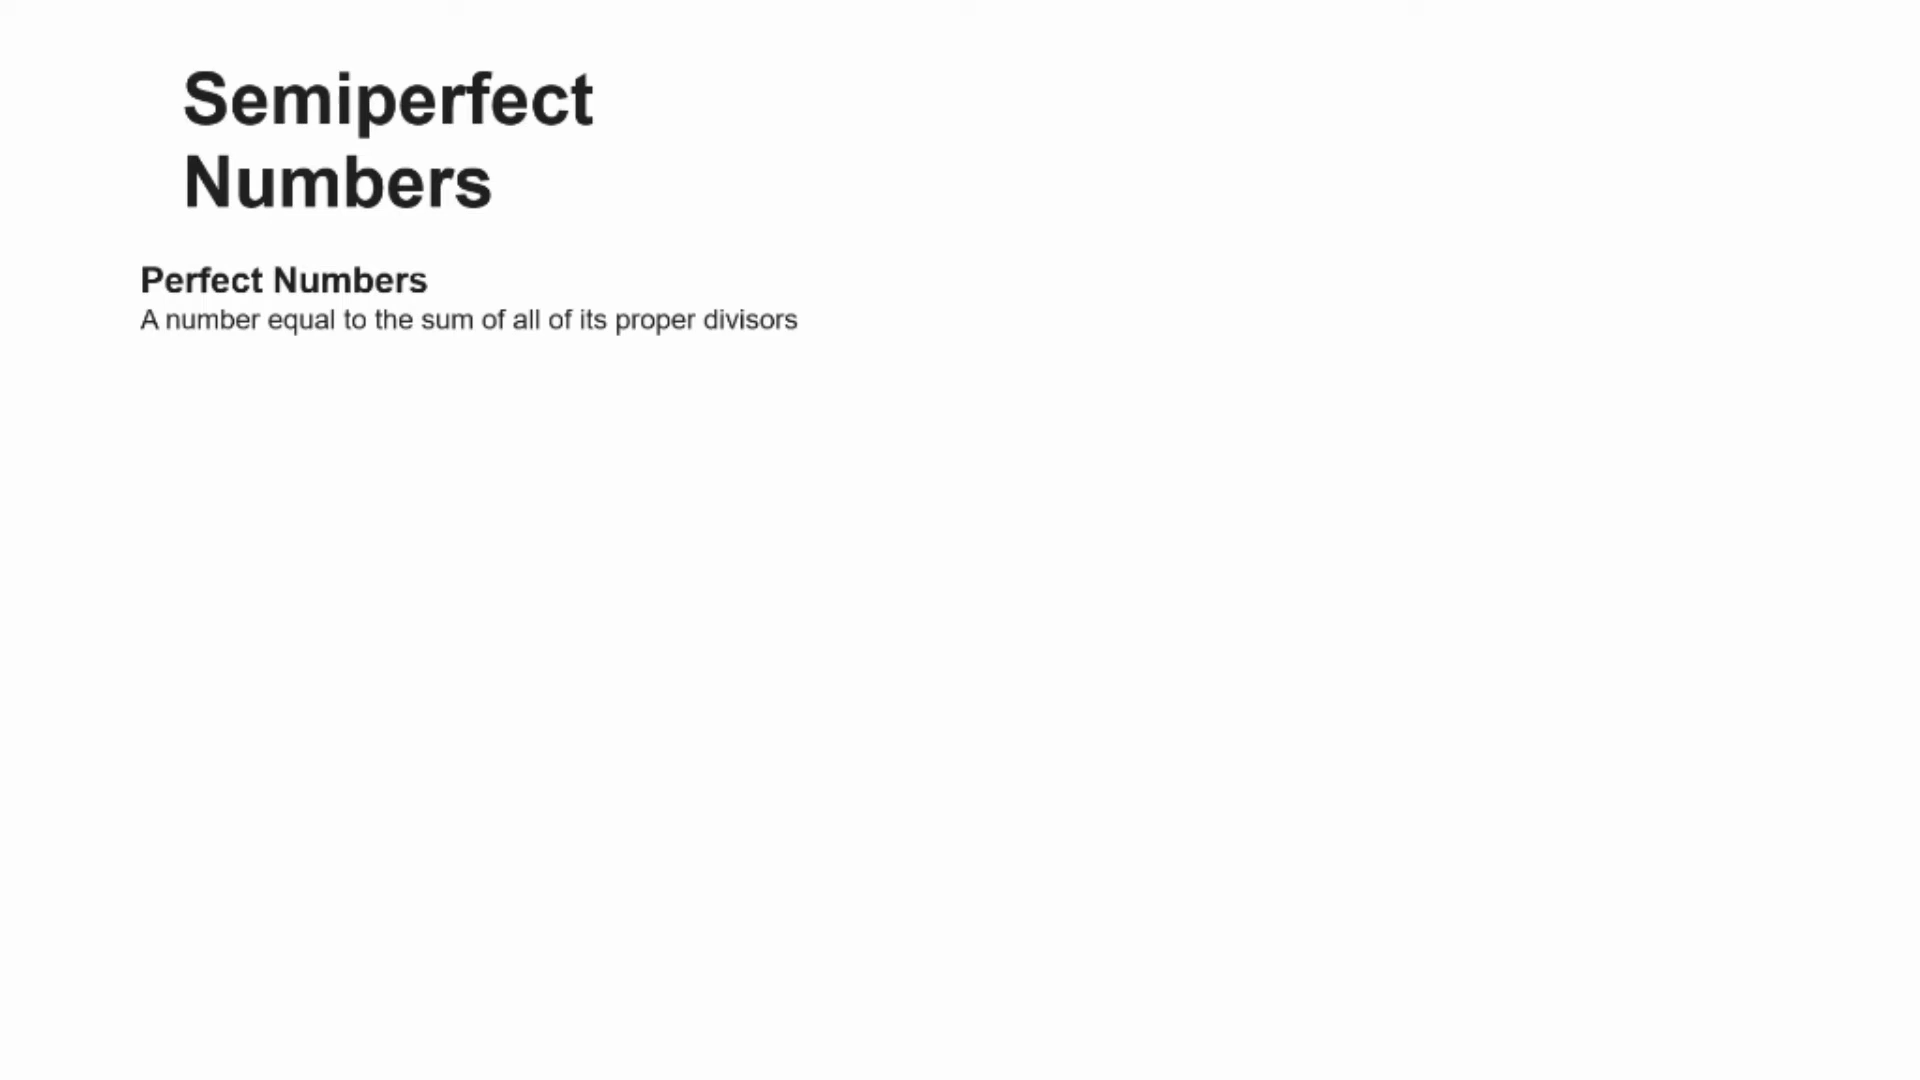 Semiperfect
Numbers
Perfect Numbers
A number equal to the sum of all of its proper divisors